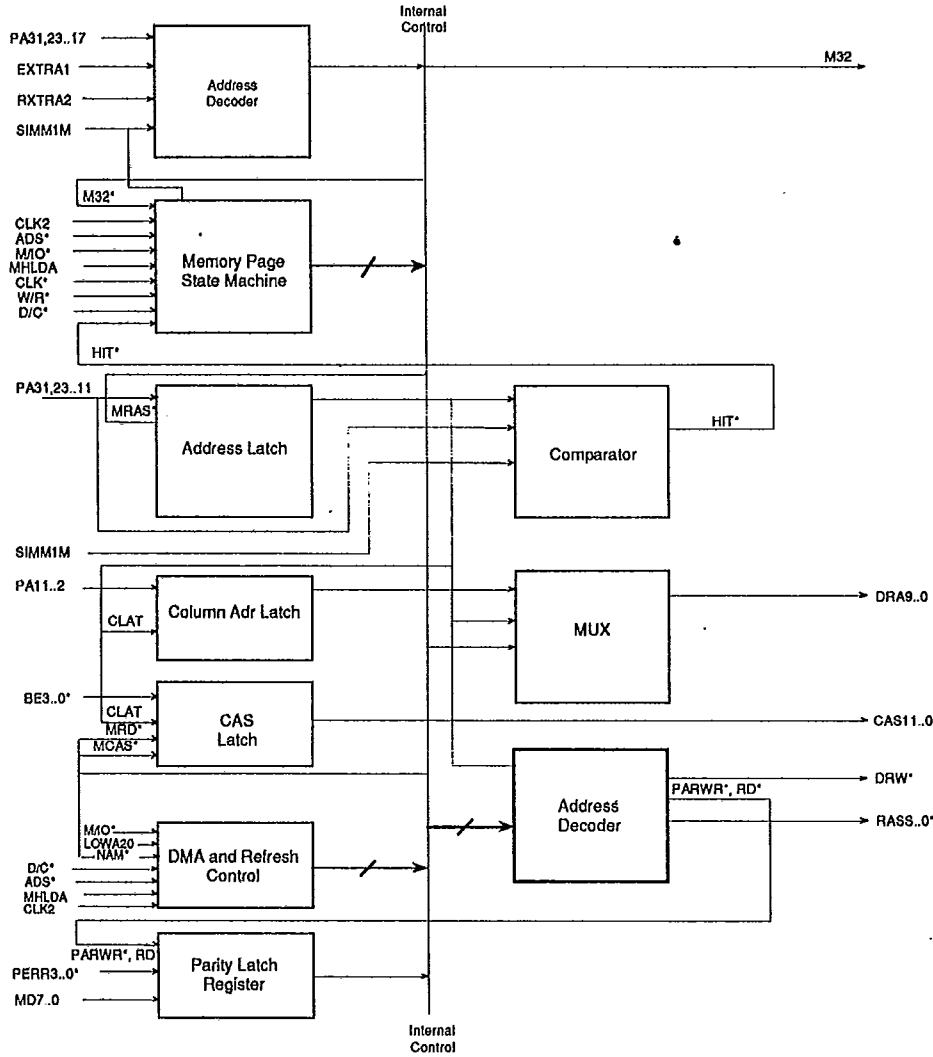 Internal
Control
PA31,23..17
EXTRA1
RXTRA2
SIMM1M
Address
Decoder
M32
M32*
CLK2
ADS*
M/IO*
MHLDA
CLK*
W/R*
D/C*
Memory Page
State Machine
HIT*
PA31,23..11
MRAS*
Address Latch
Comparator
HIT*
SIMM1M
PA11..2
CLAT
Column Adr Latch
MUX
DRA9..0
BE3..0*
CLAT
MRD*
MCAS*
CAS
Latch
CAS11..0
Address
Decoder
DRW*
PARWR*, RD*
RASS..0*
M/IO*
LOWA20
NAM*
D/C*
ADS*
MHLDA
CLK2
DMA and Refresh
Control
PARWR*, RD
PERR3..0*
MD7..0
Parity Latch
Register
Internal
Control